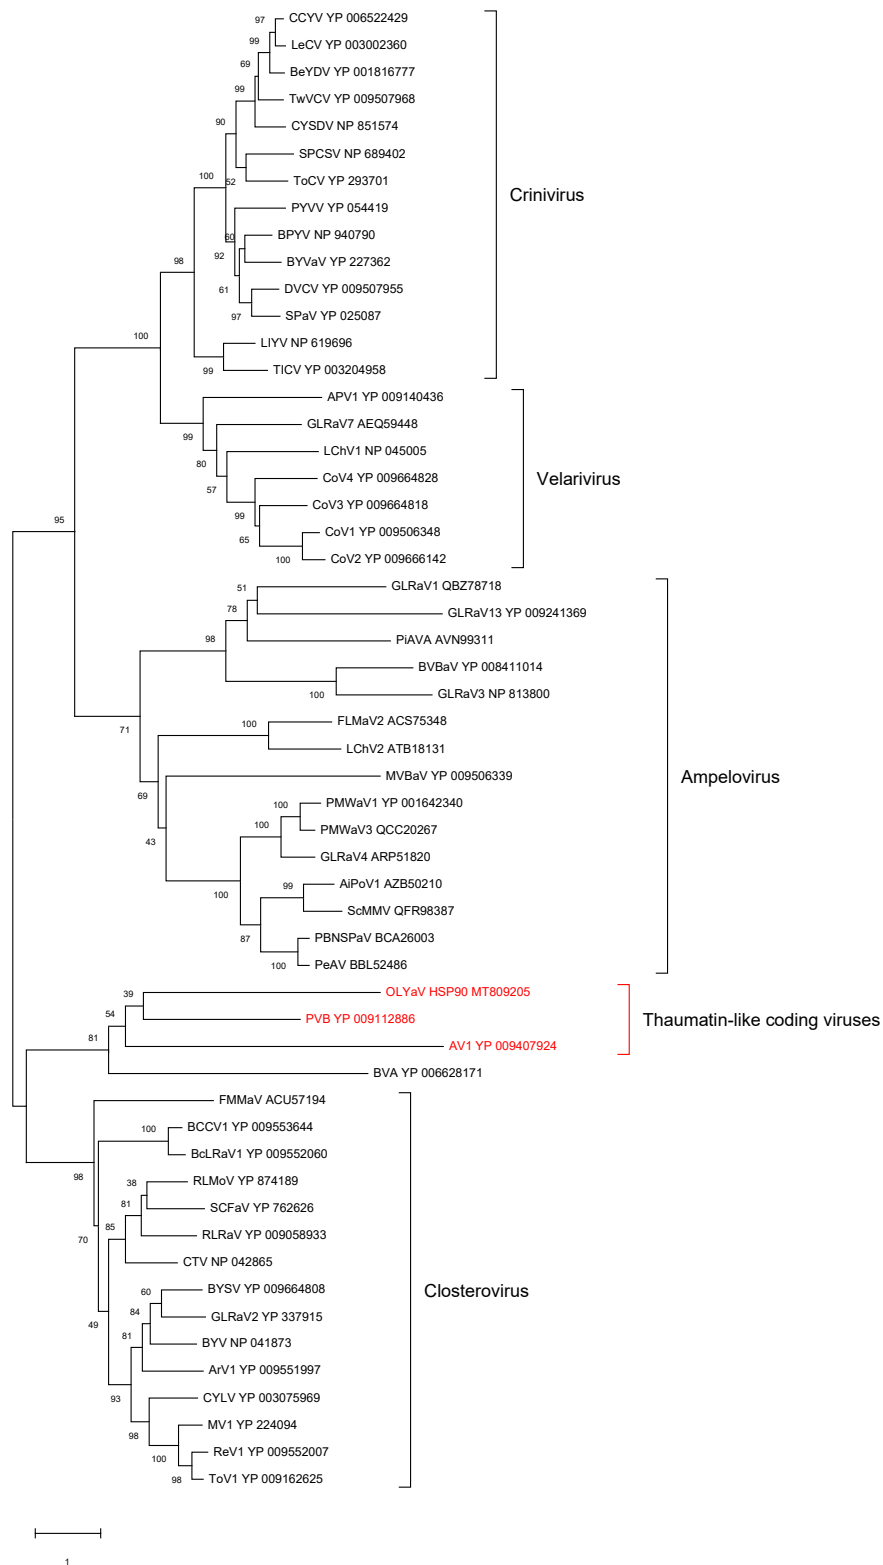 CCYV YP 006522429
97
LeCV YP 003002360
99
BeYDV YP 001816777
69
TwVCV YP 009507968
99
CYSDV NP 851574
90
SPCSV NP 689402
52
ToCV YP 293701
100
PYVV YP 054419
60
BPYV NP 940790
92
BYVaV YP 227362
61
DVCV YP 009507955
97
SPaV YP 025087
98
LIYV NP 619696
99
TICV YP 003204958
Crinivirus
100
APV1 YP 009140436
99
GLRaV7 AEQ59448
80
LChV1 NP 045005
57
CoV4 YP 009664828
99
CoV3 YP 009664818
65
CoV1 YP 009506348
100
CoV2 YP 009666142
Velarivirus
95
GLRaV1 QBZ78718
51
GLRaV13 YP 009241369
78
PiAVA AVN99311
98
BVBaV YP 008411014
100
GLRaV3 NP 813800
71
FLMaV2 ACS75348
100
LChV2 ATB18131
69
MVBaV YP 009506339
43
PMWaV1 YP 001642340
100
PMWaV3 QCC20267
100
GLRaV4 ARP51820
100
AiPoV1 AZB50210
99
ScMMV QFR98387
87
PBNSPaV BCA26003
100
PeAV BBL52486
Ampelovirus
OLYaV HSP90 MT809205
39
PVB YP 009112886
54
AV1 YP 009407924
81
Thaumatin-like coding viruses
BVA YP 006628171
FMMaV ACU57194
98
BCCV1 YP 009553644
100
BcLRaV1 YP 009552060
70
RLMoV YP 874189
38
SCFaV YP 762626
81
RLRaV YP 009058933
85
CTV NP 042865
49
BYSV YP 009664808
60
GLRaV2 YP 337915
84
BYV NP 041873
81
ArV1 YP 009551997
93
CYLV YP 003075969
98
MV1 YP 224094
100
ReV1 YP 009552007
98
ToV1 YP 009162625
Closterovirus
1